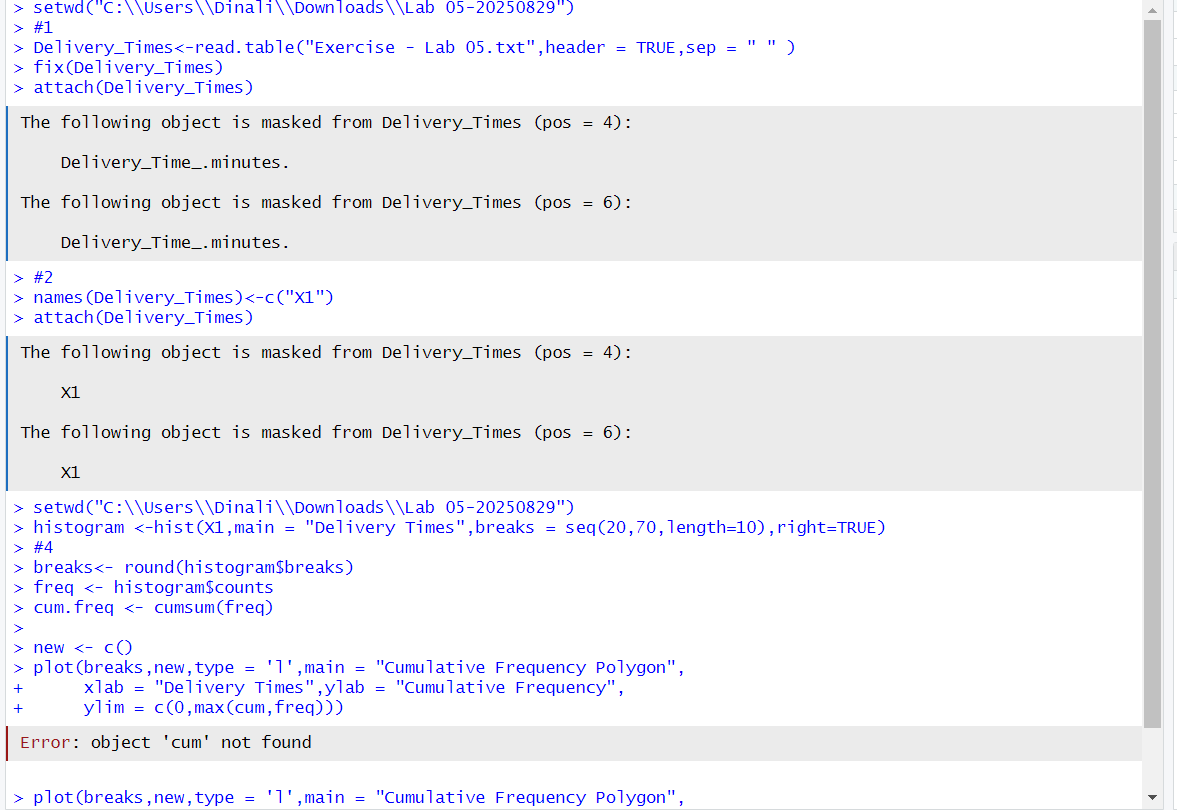 > setwd("C:\\Users\\Dinali\\Downloads\\Lab 05-20250829")
> #1
> Delivery_Times<-read.table("Exercise - Lab 05.txt",header = TRUE,sep = " " )
> fix(Delivery_Times)
> attach(Delivery_Times)
The following object is masked from Delivery_Times (pos = 4):
    Delivery_Time_.minutes.
The following object is masked from Delivery_Times (pos = 6):
    Delivery_Time_.minutes.
> #2
> names(Delivery_Times)<-c("X1")
> attach(Delivery_Times)
The following object is masked from Delivery_Times (pos = 4):
    X1
The following object is masked from Delivery_Times (pos = 6):
    X1
> setwd("C:\\Users\\Dinali\\Downloads\\Lab 05-20250829")
> histogram <-hist(X1,main = "Delivery Times",breaks = seq(20,70,length=10),right=TRUE)
> #4
> breaks<- round(histogram$breaks)
> freq <- histogram$counts
> cum.freq <- cumsum(freq)
>
> new <- c()
> plot(breaks,new,type = 'l',main = "Cumulative Frequency Polygon",
+      xlab = "Delivery Times",ylab = "Cumulative Frequency",
+      ylim = c(0,max(cum,freq)))
Error: object 'cum' not found
> plot(breaks,new,type = 'l',main = "Cumulative Frequency Polygon",